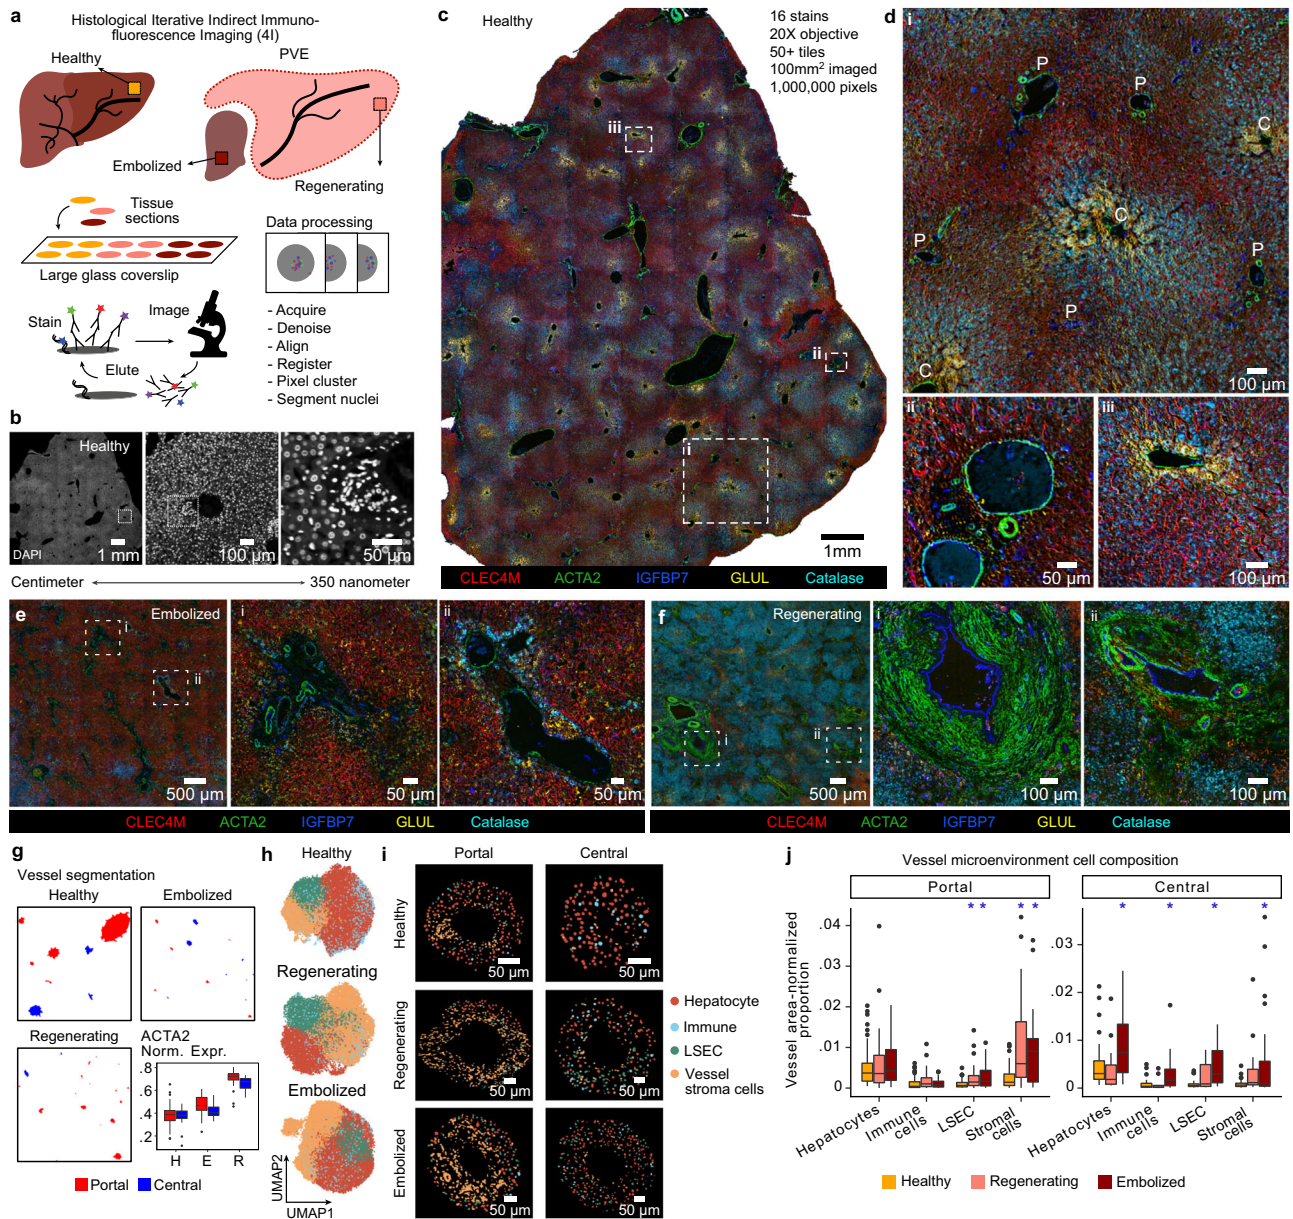 a
Histological Iterative Indirect Immuno-
fluorescence Imaging (4I)
Healthy
PVE
Embolized
Regenerating
Tissue
sections
Large glass coverslip
Data processing
Stain
Image
Elute
- Acquire
- Denoise
- Align
- Register
- Pixel cluster
- Segment nuclei
b
Healthy
DAPI
1 mm
100 µm
50 µm
Centimeter
350 nanometer
c
Healthy
16 stains
20X objective
50+ tiles
100mm² imaged
1,000,000 pixels
iii
ii
i
1mm
CLEC4M ACTA2 IGFBP7 GLUL Catalase
d
i
P
P
C
C
P
P
P
C
100 µm
ii
50 µm
iii
100 µm
e
Embolized
i
ii
500 µm
i
50 µm
ii
50 µm
CLEC4M ACTA2 IGFBP7 GLUL Catalase
f
Regenerating
i
ii
500 µm
i
100 µm
ii
100 µm
CLEC4M ACTA2 IGFBP7 GLUL Catalase
g
Vessel segmentation
Healthy
Embolized
Regenerating
ACTA2
Norm. Expr.
.8
.6
.4
.2
H E R
Portal Central
h
Healthy
Regenerating
Embolized
UMAP2
UMAP1
i
Portal Central
Healthy
50 µm
50 µm
Regenerating
50 µm
50 µm
Embolized
50 µm
50 µm
Hepatocyte
Immune
LSEC
Vessel
stroma cells
j
Vessel microenvironment cell composition
Portal
Central
* * * *
* * * *
Vessel area-normalized
proportion
.04
.03
.02
.01
0
.03
.02
.01
0
Hepatocytes
Immune
cells
LSEC
Stromal
cells
Hepatocytes
Immune
cells
LSEC
Stromal
cells
Healthy Regenerating Embolized